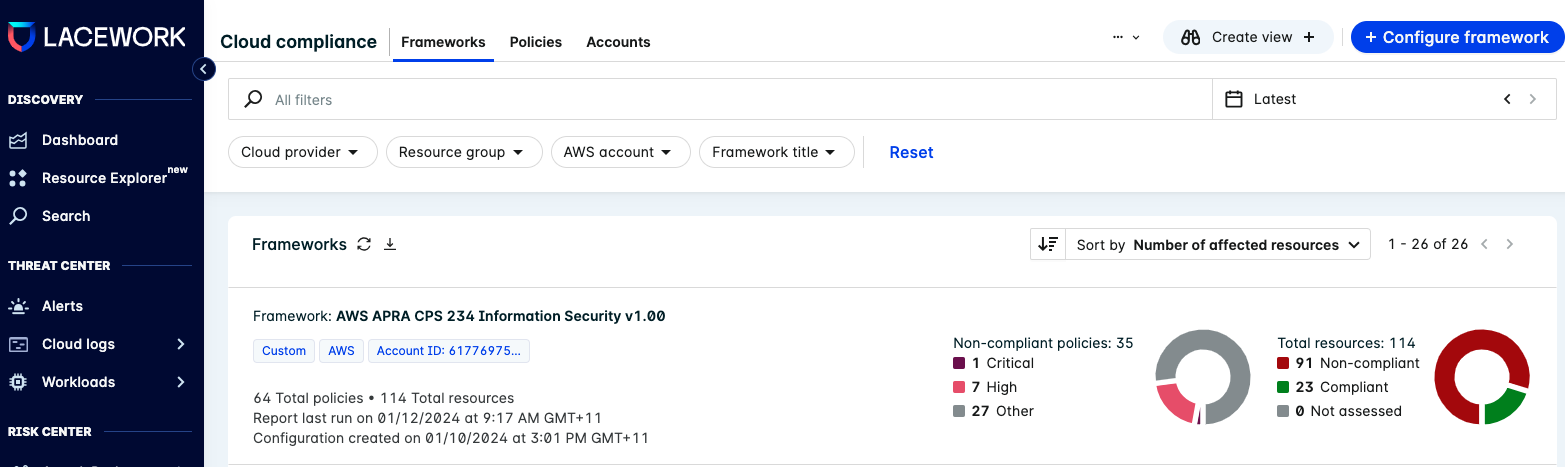 LACEWORK
DISCOVERY
Dashboard
Resource Explorer new
Search
THREAT CENTER
Alerts
Cloud logs
Workloads
RISK CENTER
Cloud compliance
Frameworks
Policies
Accounts
...
Create view +
+ Configure framework
All filters
Latest
Cloud provider
Resource group
AWS account
Framework title
Reset
Frameworks
Sort by Number of affected resources
1 - 26 of 26
Framework: AWS APRA CPS 234 Information Security v1.00
Custom
AWS
Account ID: 61776975...
64 Total policies • 114 Total resources
Report last run on 01/12/2024 at 9:17 AM GMT+11
Configuration created on 01/10/2024 at 3:01 PM GMT+11
Non-compliant policies: 35
1 Critical
7 High
27 Other
Total resources: 114
91 Non-compliant
23 Compliant
0 Not assessed